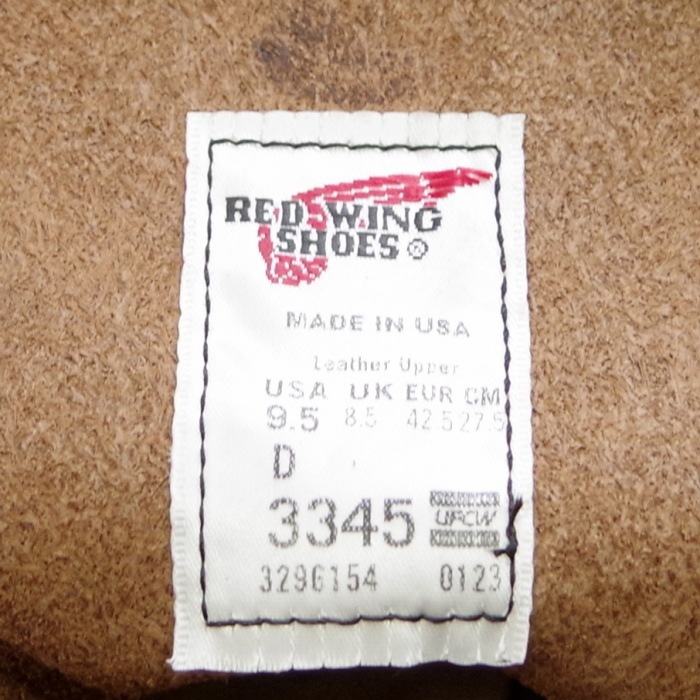 RED WING
SHOES ®
MADE IN USA
Leather Upper
USA UK EUR CM
9.5 8.5 42.5 27.5
D
3345 UFCW
3296154 0123